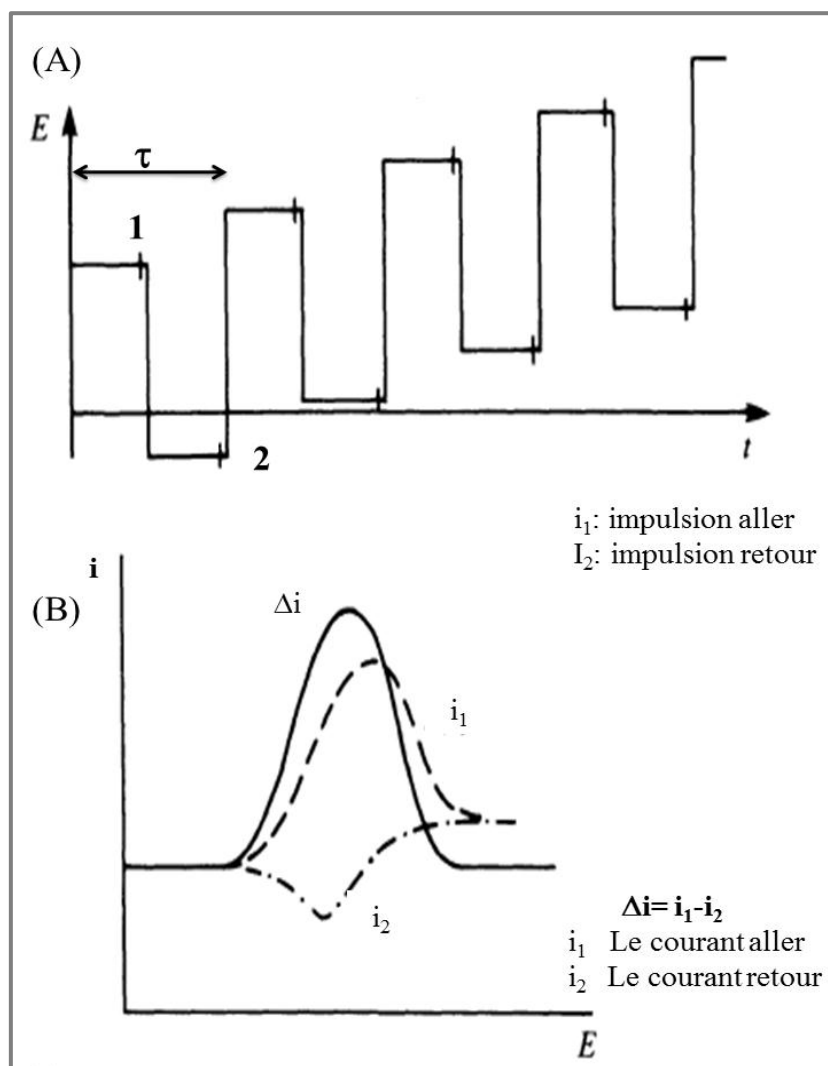 (A)
E
τ
1
2
t
i₁: impulsion aller
I₂: impulsion retour
i
(B)
Δi
i₁
i₂
Δi= i₁-i₂
i₁ Le courant aller
i₂ Le courant retour
E